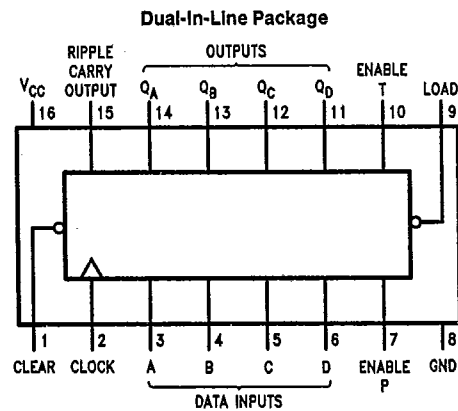 Dual-In-Line Package
RIPPLE CARRY OUTPUT
OUTPUTS
ENABLE T
V_CC Q_A Q_B Q_C Q_D LOAD
16 15 14 13 12 11 10 9
1 2 3 4 5 6 7 8
CLEAR CLOCK A B C D ENABLE P GND
DATA INPUTS